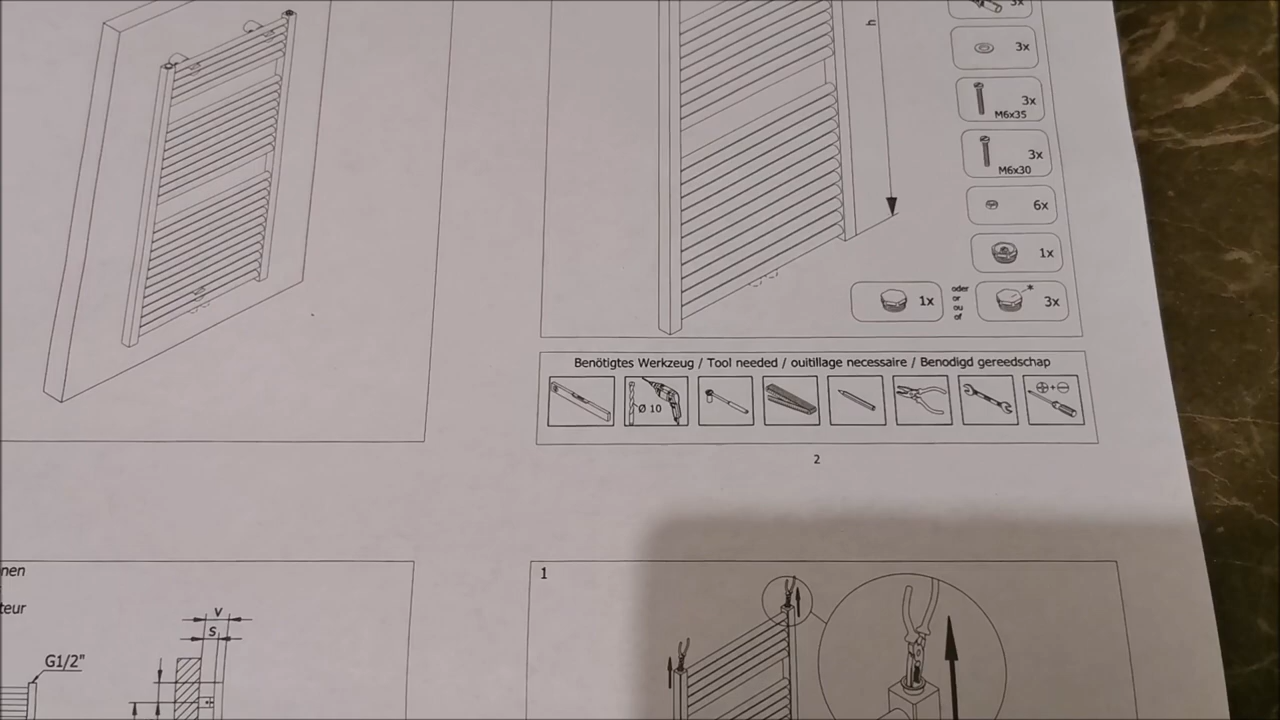 3x
h
3x
3x
M6x35
3x
M6x30
6x
1x
1x
oder
or
ou
of
*
3x
Benötigtes Werkzeug / Tool needed / ouitillage necessaire / Benodigd gereedschap
Ø 10
2
nen
teur
v
s
G1/2"
1